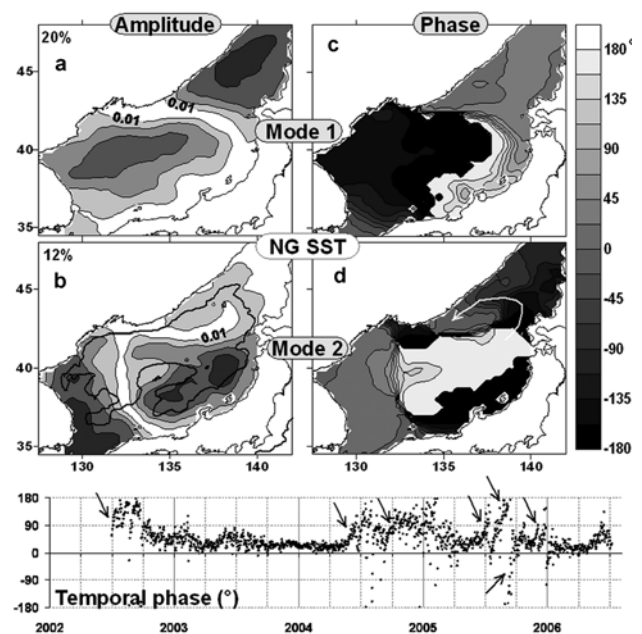 Amplitude Phase
20%
a c
0.01
0.01
Mode 1
45
40
35
180 °
135
90
45
0
-45
-90
-135
-180
NG SST
12%
b d
0.01
Mode 2
45
40
35
130 135 140 130 135 140
180
90
0
-90
-180
Temporal phase (°)
2002 2003 2004 2005 2006